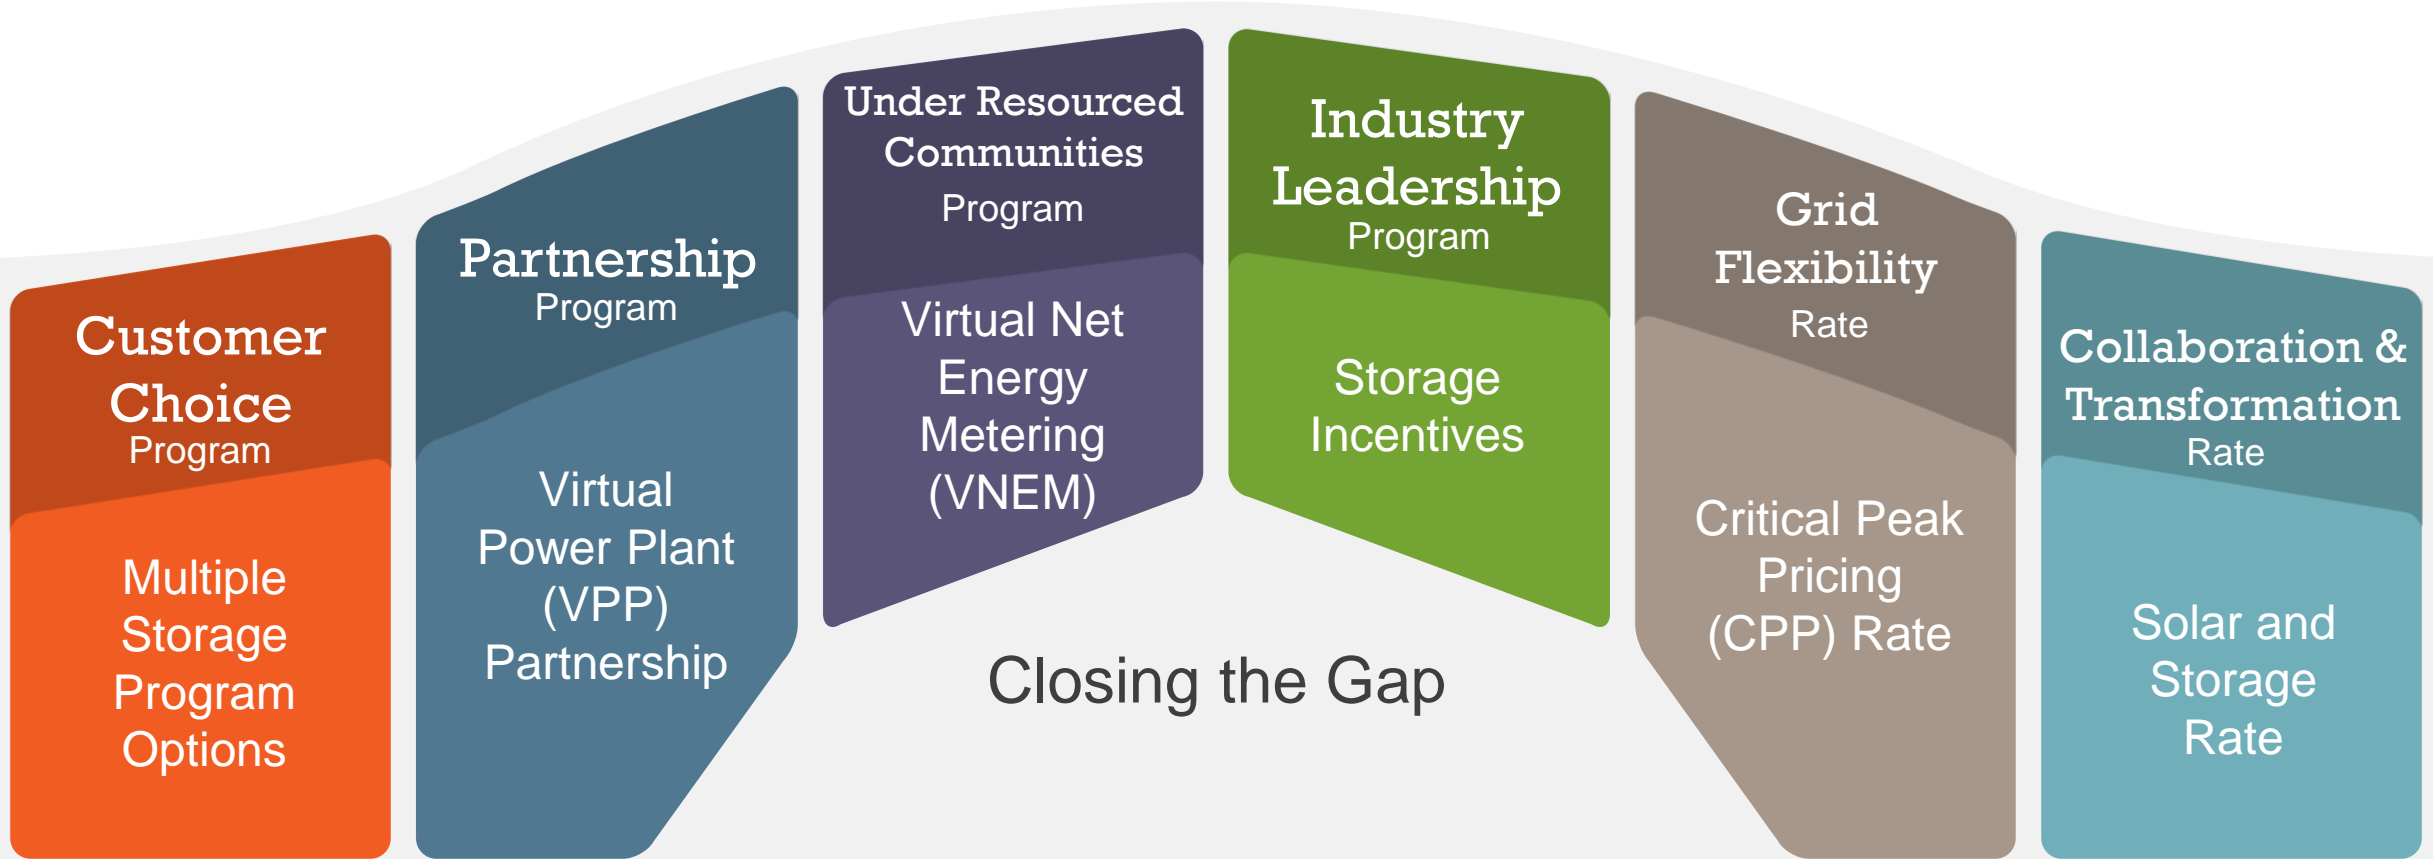 Customer
Choice
Program
Multiple
Storage
Program
Options
Partnership
Program
Virtual
Power Plant
(VPP)
Partnership
Under Resourced
Communities
Program
Virtual Net
Energy
Metering
(VNEM)
Industry
Leadership
Program
Storage
Incentives
Grid
Flexibility
Rate
Critical Peak
Pricing
(CPP) Rate
Collaboration &
Transformation
Rate
Solar and
Storage
Rate
Closing the Gap